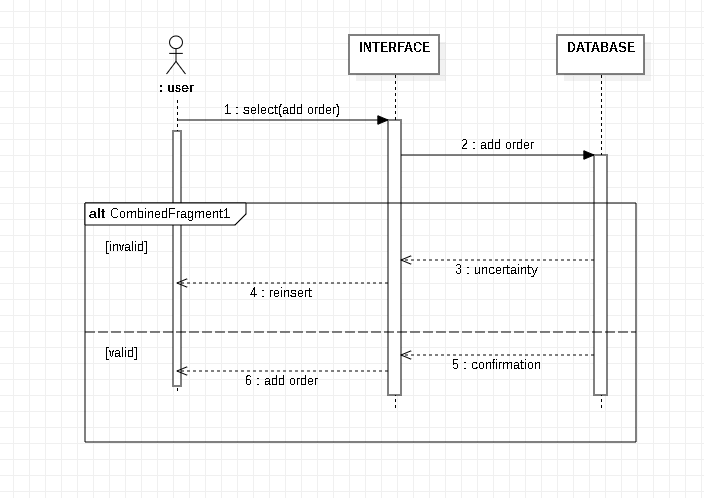 INTERFACE
DATABASE
: user
1 : select(add order)
2 : add order
alt CombinedFragment1
[invalid]
3 : uncertainty
4 : reinsert
[valid]
5 : confirmation
6 : add order